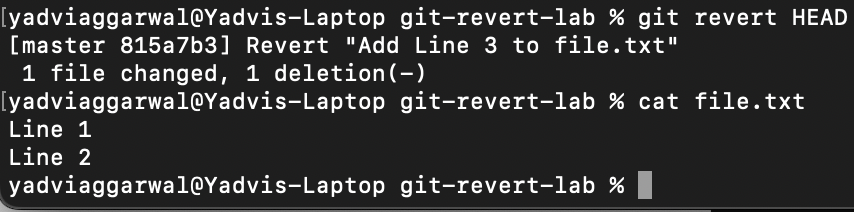 [yadviaggarwal@Yadvis-Laptop git-revert-lab % git revert HEAD
[master 815a7b3] Revert "Add Line 3 to file.txt"
 1 file changed, 1 deletion(-)
[yadviaggarwal@Yadvis-Laptop git-revert-lab % cat file.txt
Line 1
Line 2
yadviaggarwal@Yadvis-Laptop git-revert-lab %